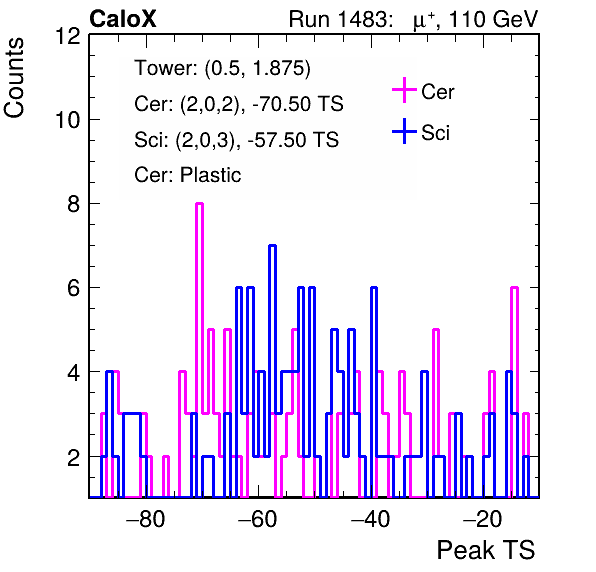 CaloX Run 1483: μ⁺, 110 GeV
Counts
Tower: (0.5, 1.875)
Cer: (2,0,2), -70.50 TS
Sci: (2,0,3), -57.50 TS
Cer: Plastic
Cer
Sci
12
10
8
6
4
2
−80 −60 −40 −20
Peak TS